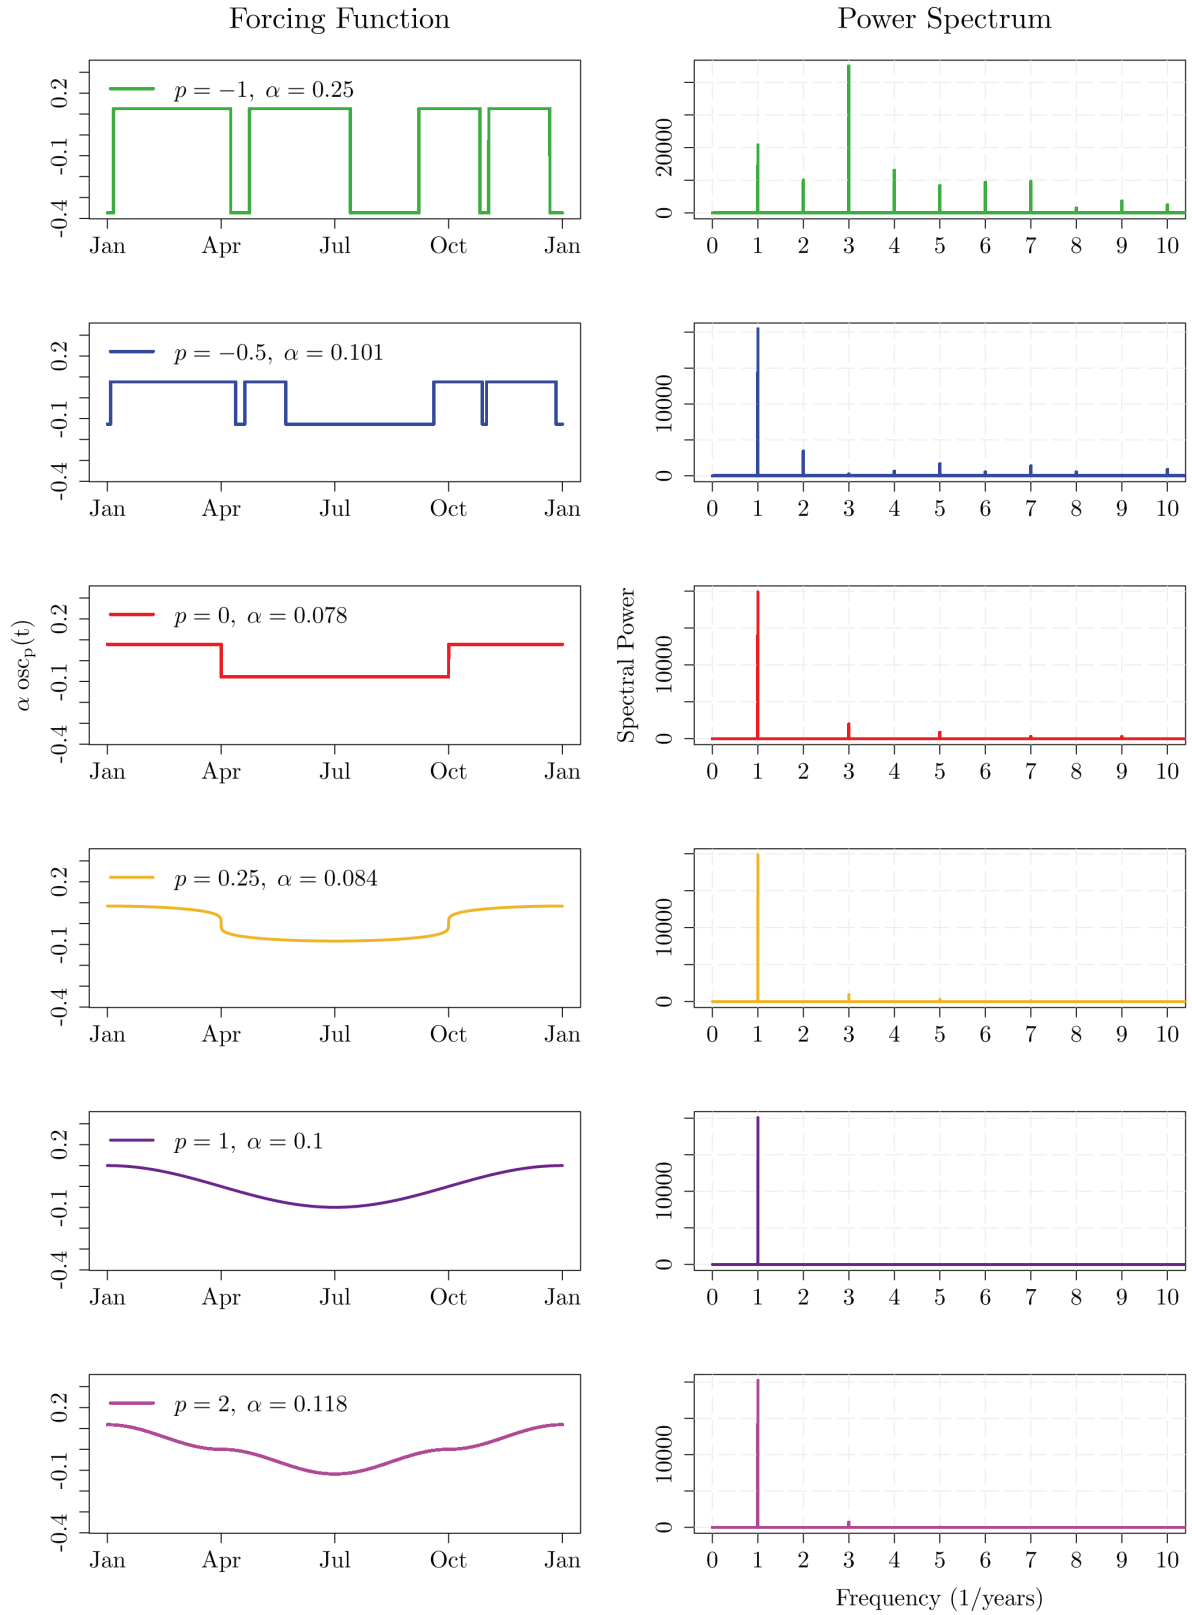 Forcing Function
Power Spectrum
p = −1, α = 0.25
0.2
-0.1
-0.4
Jan Apr Jul Oct Jan
20000
0
0 1 2 3 4 5 6 7 8 9 10
p = −0.5, α = 0.101
0.2
-0.1
-0.4
Jan Apr Jul Oct Jan
10000
0
0 1 2 3 4 5 6 7 8 9 10
α oscp(t)
p = 0, α = 0.078
0.2
-0.1
-0.4
Jan Apr Jul Oct Jan
Spectral Power
10000
0
0 1 2 3 4 5 6 7 8 9 10
p = 0.25, α = 0.084
0.2
-0.1
-0.4
Jan Apr Jul Oct Jan
10000
0
0 1 2 3 4 5 6 7 8 9 10
p = 1, α = 0.1
0.2
-0.1
-0.4
Jan Apr Jul Oct Jan
10000
0
0 1 2 3 4 5 6 7 8 9 10
p = 2, α = 0.118
0.2
-0.1
-0.4
Jan Apr Jul Oct Jan
10000
0
0 1 2 3 4 5 6 7 8 9 10
Frequency (1/years)